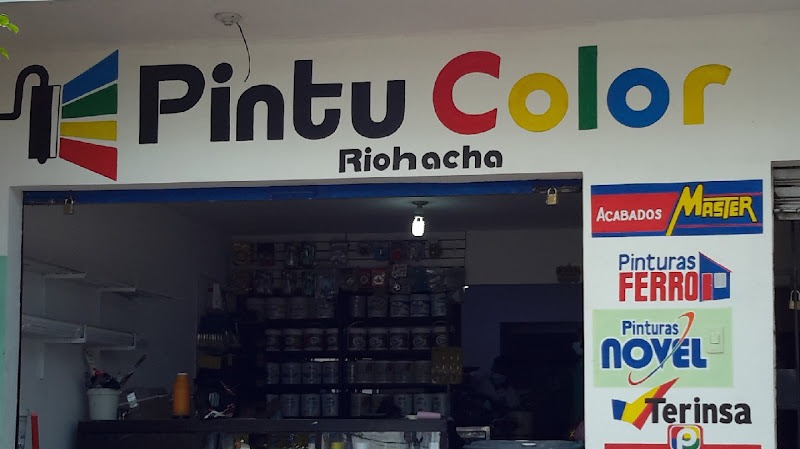 Pintu Color
Riohacha
ACABADOS MASTER
Pinturas
FERRO
Pinturas
NOVEL
Terinsa
P